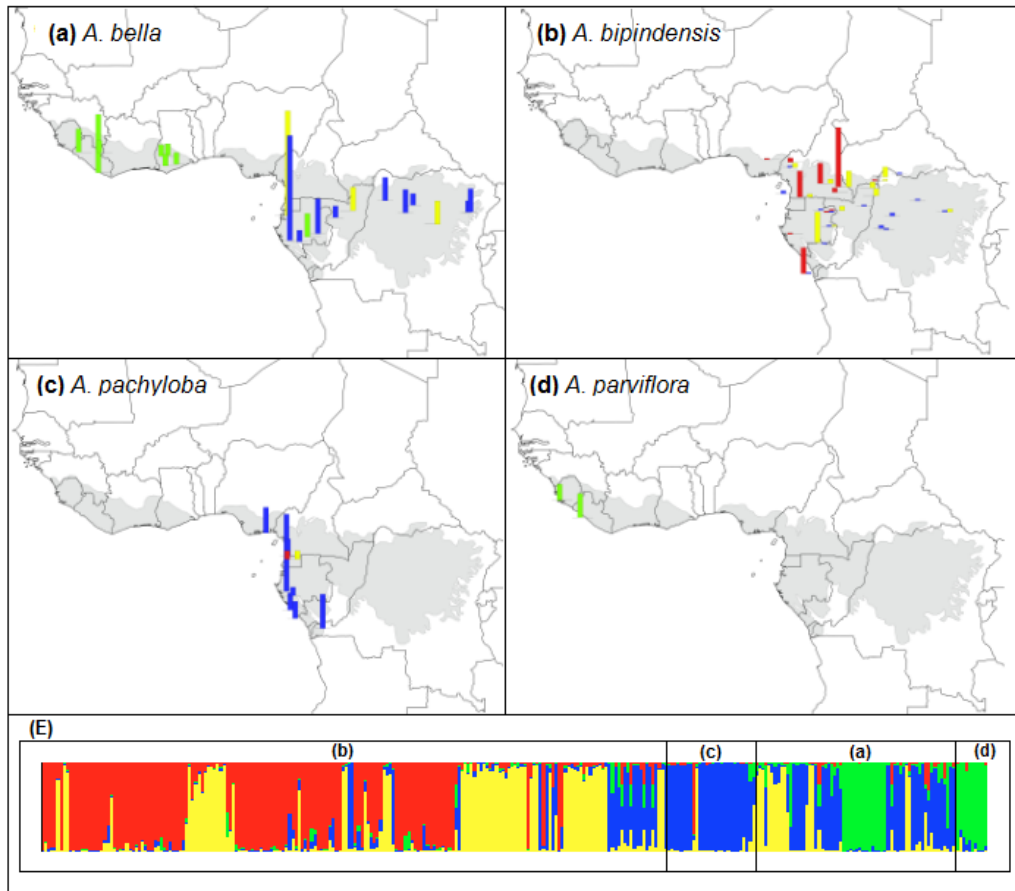 (a) A. bella
(b) A. bipindensis
(c) A. pachyloba
(d) A. parviflora
(E)
(b) (c) (a) (d)